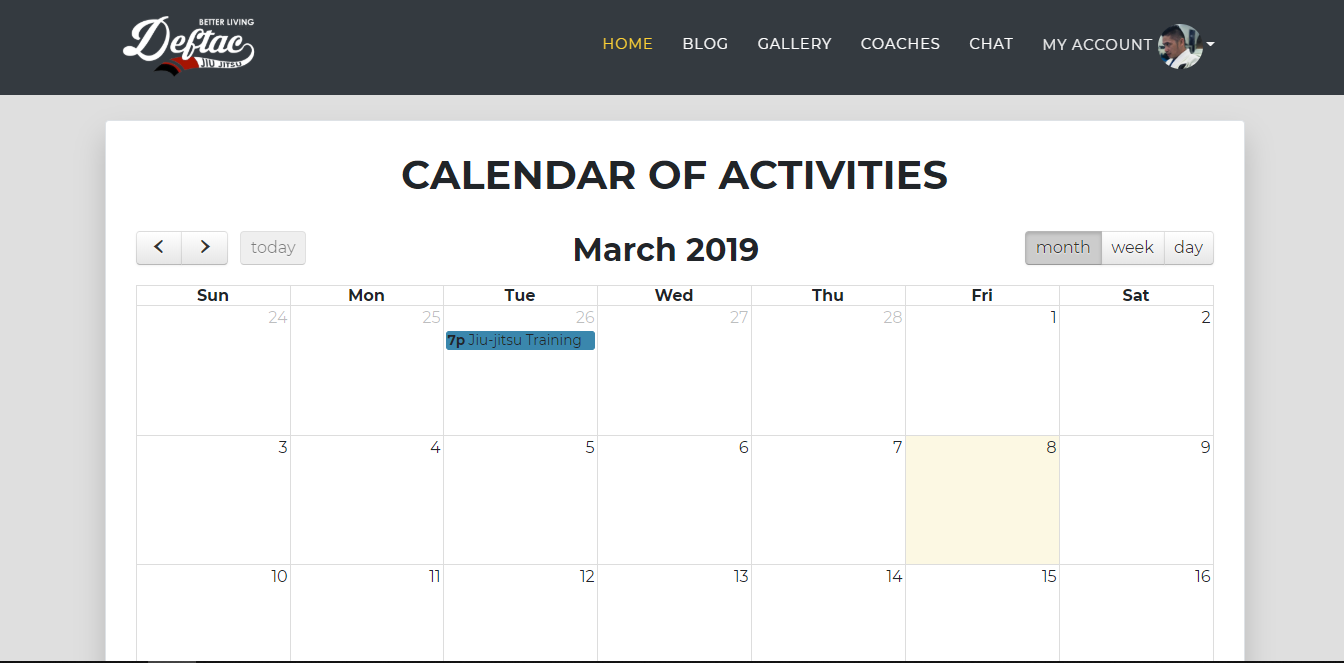 BETTER LIVING
Deftac
JIU JITSU
HOME BLOG GALLERY COACHES CHAT MY ACCOUNT
CALENDAR OF ACTIVITIES
today March 2019 month week day
Sun Mon Tue Wed Thu Fri Sat
24 25 26 27 28 1 2
7p Jiu-jitsu Training
3 4 5 6 7 8 9
10 11 12 13 14 15 16